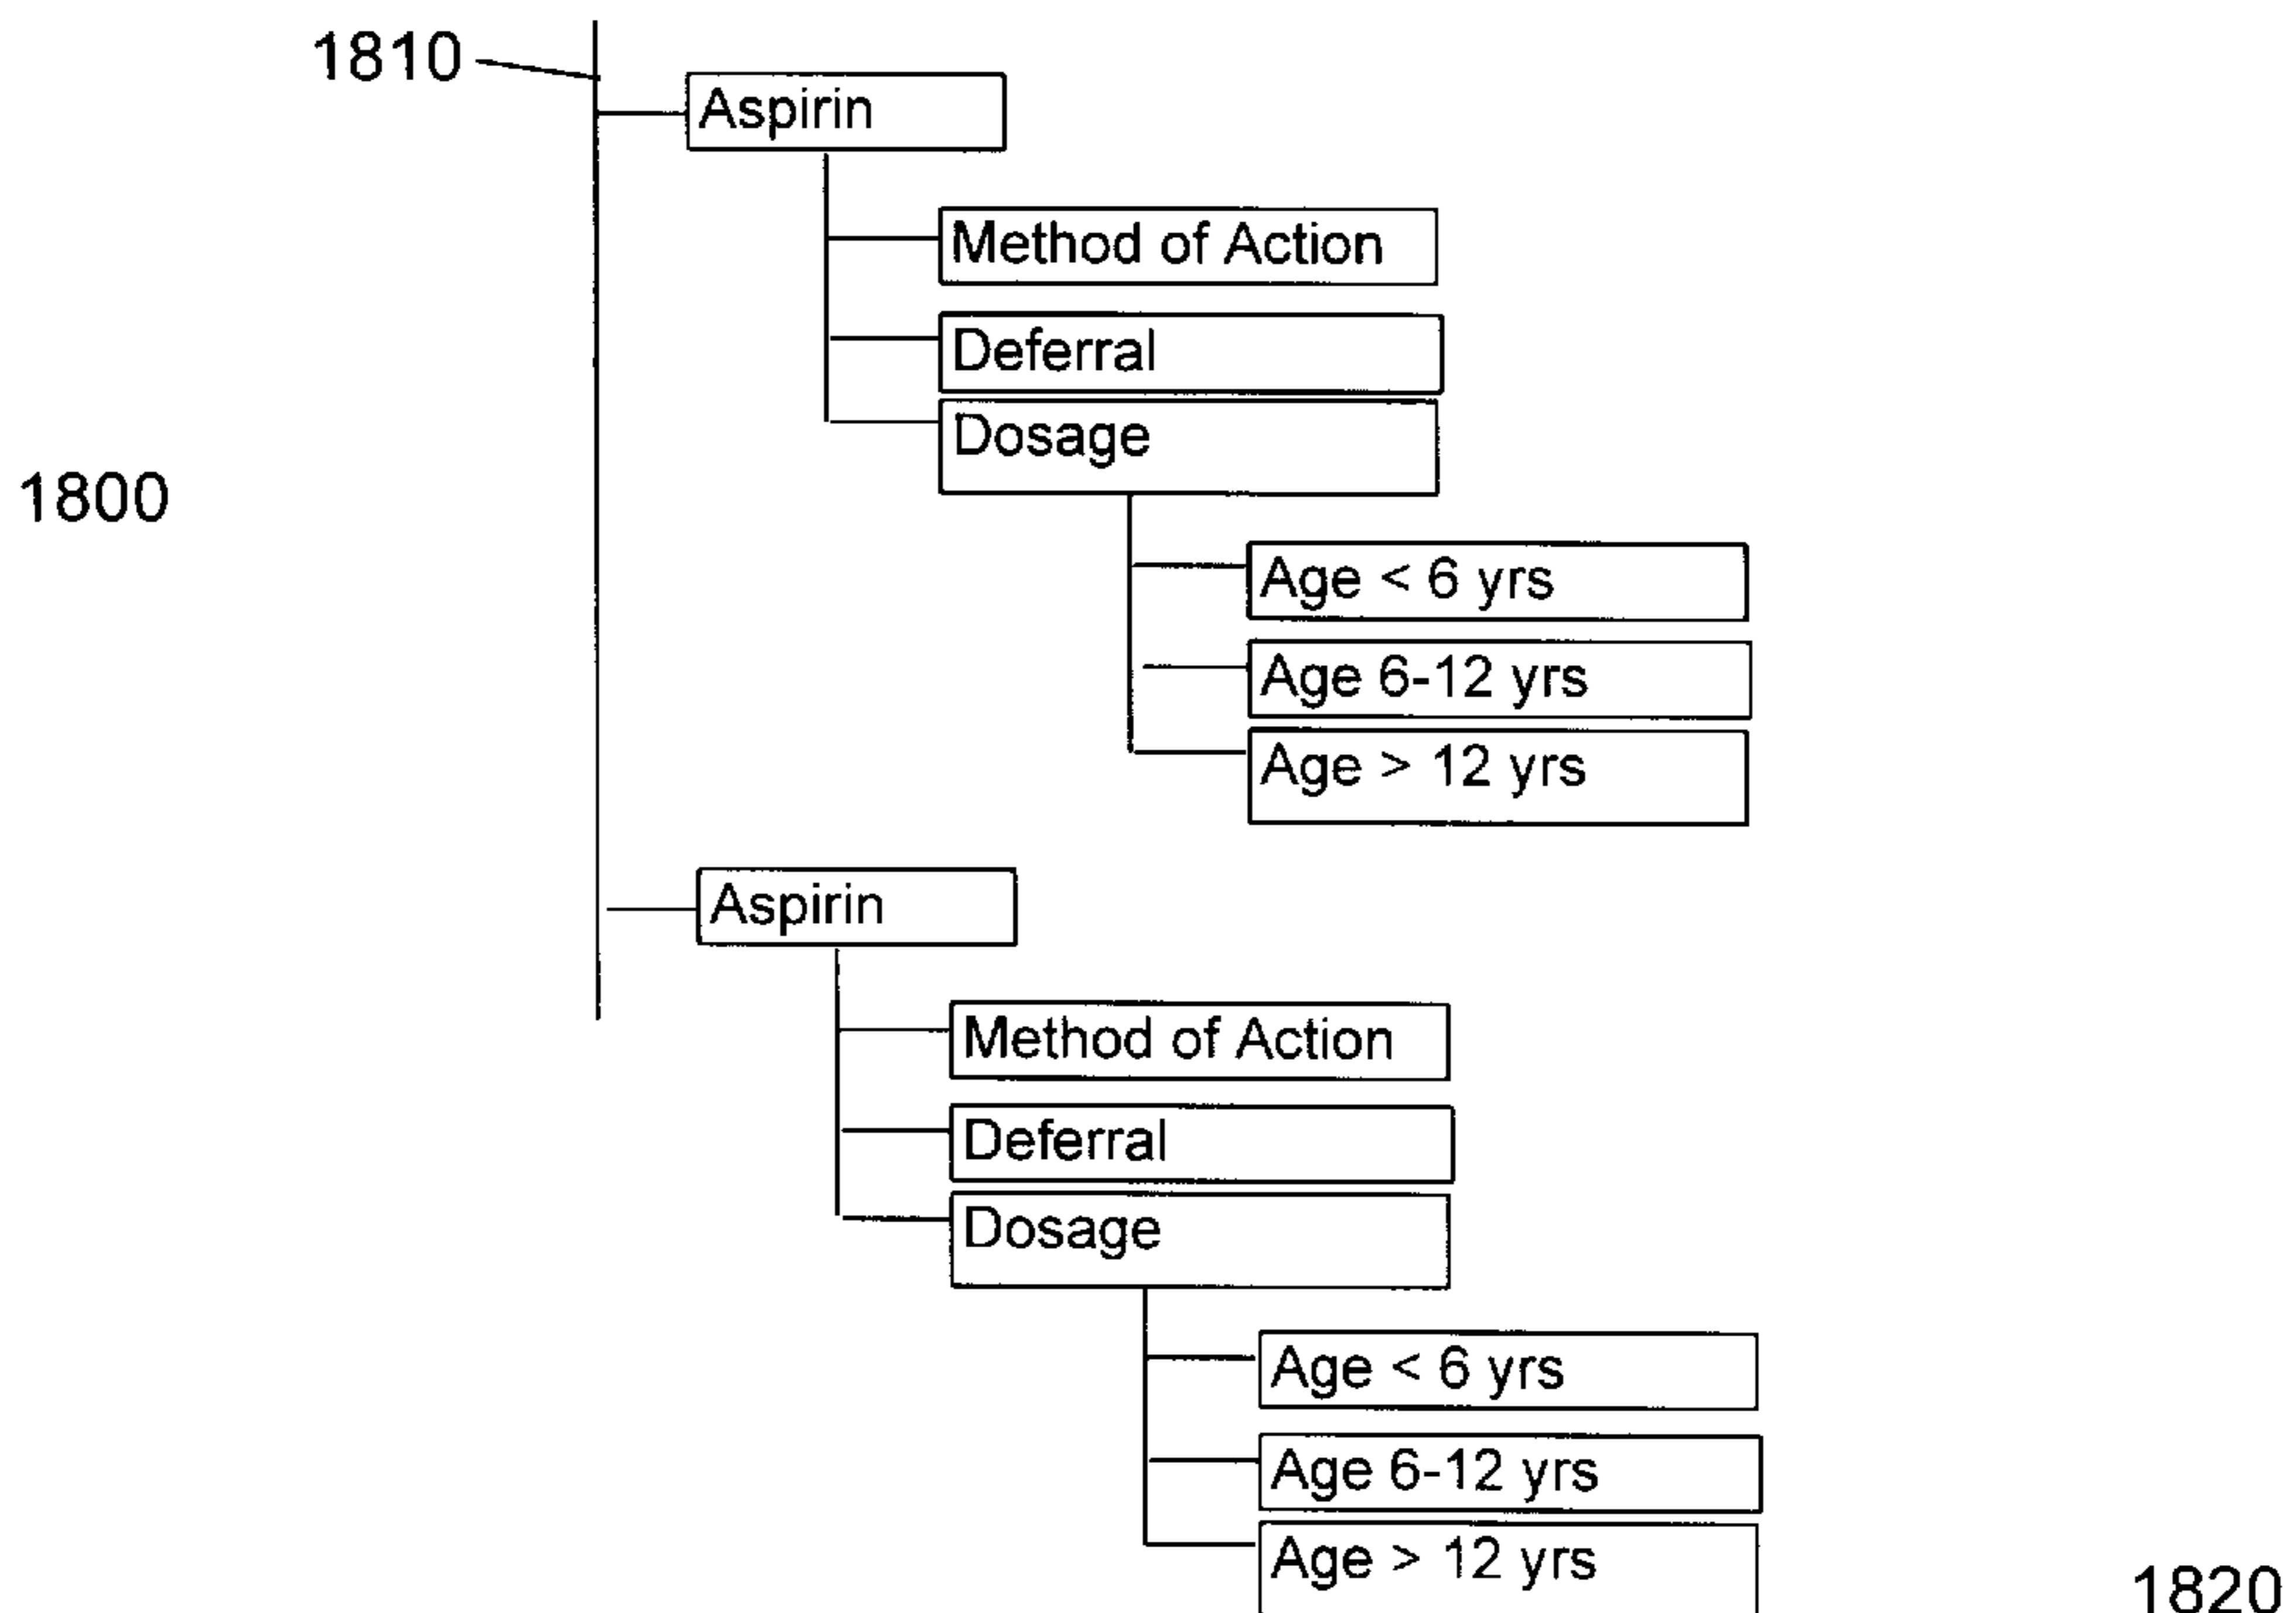 1810
Aspirin
Method of Action
Deferral
Dosage
1800
Age < 6 yrs
Age 6-12 yrs
Age > 12 yrs
Aspirin
Method of Action
Deferral
Dosage
Age < 6 yrs
Age 6-12 yrs
Age > 12 yrs
1820